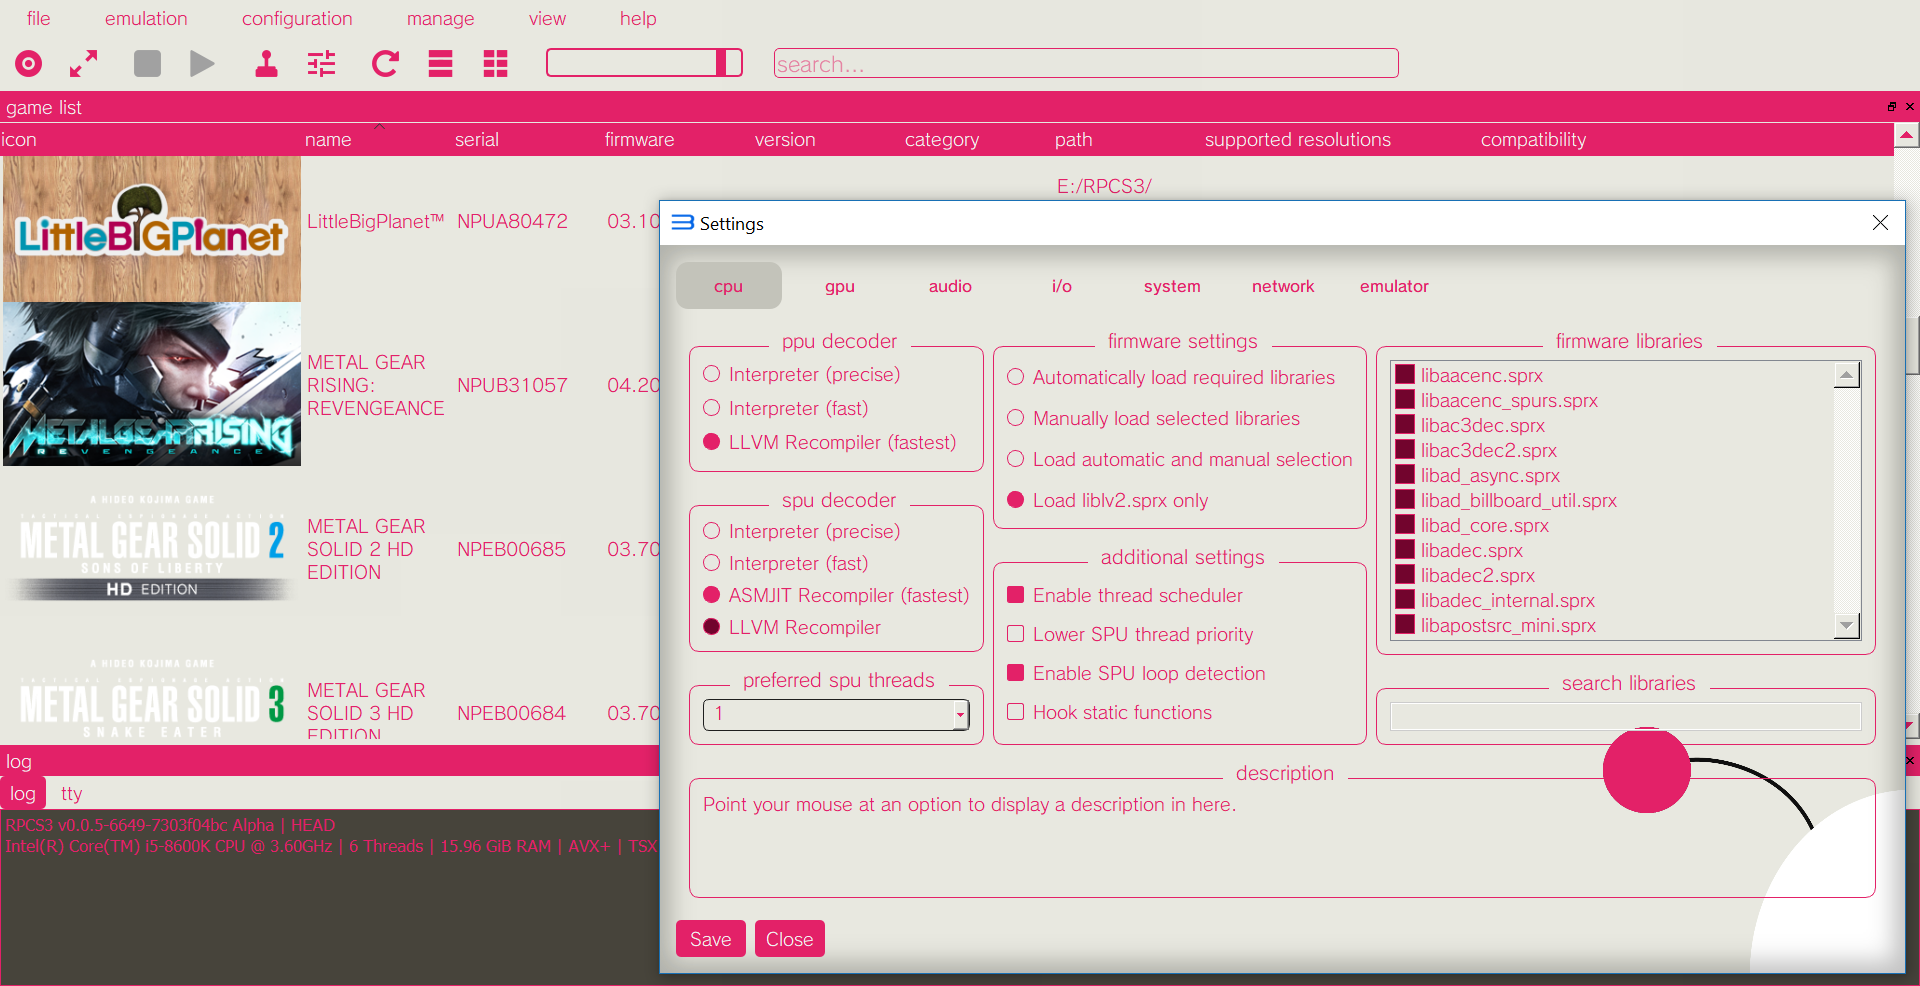 file emulation configuration manage view help
search...
game list
icon name serial firmware version category path supported resolutions compatibility
LittleBigPlanet
LittleBigPlanet™ NPUA80472 03.10
E:/RPCS3/
METAL GEAR RISING
REVENGEANCE
METAL GEAR
RISING:
REVENGEANCE
NPUB31057 04.20
A HIDEO KOJIMA GAME
TACTICAL ESPIONAGE ACTION
METAL GEAR SOLID 2
SONS OF LIBERTY
HD EDITION
METAL GEAR
SOLID 2 HD
EDITION
NPEB00685 03.70
A HIDEO KOJIMA GAME
METAL GEAR SOLID 3
SNAKE EATER
METAL GEAR
SOLID 3 HD
EDITION
NPEB00684 03.70
log
log tty
RPCS3 v0.0.5-6649-7303f04bc Alpha | HEAD
Intel(R) Core(TM) i5-8600K CPU @ 3.60GHz | 6 Threads | 15.96 GiB RAM | AVX+ | TSX
Settings
cpu gpu audio i/o system network emulator
ppu decoder
Interpreter (precise)
Interpreter (fast)
LLVM Recompiler (fastest)
spu decoder
Interpreter (precise)
Interpreter (fast)
ASMJIT Recompiler (fastest)
LLVM Recompiler
preferred spu threads
1
firmware settings
Automatically load required libraries
Manually load selected libraries
Load automatic and manual selection
Load liblv2.sprx only
additional settings
Enable thread scheduler
Lower SPU thread priority
Enable SPU loop detection
Hook static functions
firmware libraries
libaacenc.sprx
libaacenc_spurs.sprx
libac3dec.sprx
libac3dec2.sprx
libad_async.sprx
libad_billboard_util.sprx
libad_core.sprx
libadec.sprx
libadec2.sprx
libadec_internal.sprx
libapostsrc_mini.sprx
search libraries
description
Point your mouse at an option to display a description in here.
Save Close